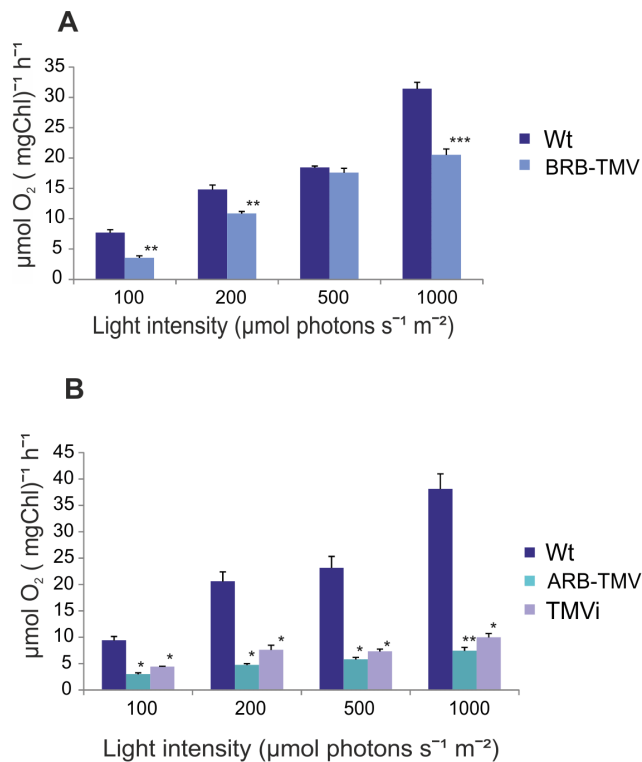 A
35
30
25
20
15
10
5
0
µmol O₂ ( mgChl)⁻¹ h⁻¹
** ** ***
100 200 500 1000
Light intensity (µmol photons s⁻¹ m⁻²)
Wt
BRB-TMV
B
45
40
35
30
25
20
15
10
5
0
µmol O₂ ( mgChl)⁻¹ h⁻¹
* * * * * * ** *
100 200 500 1000
Light intensity (µmol photons s⁻¹ m⁻²)
Wt
ARB-TMV
TMVi